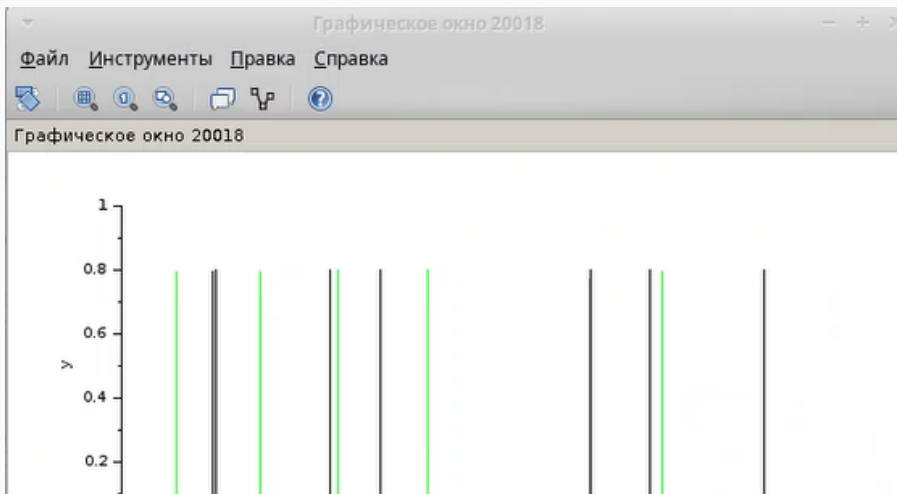 Графическое окно 20018
Файл Инструменты Правка Справка
Графическое окно 20018
1
0.8
0.6
y
0.4
0.2